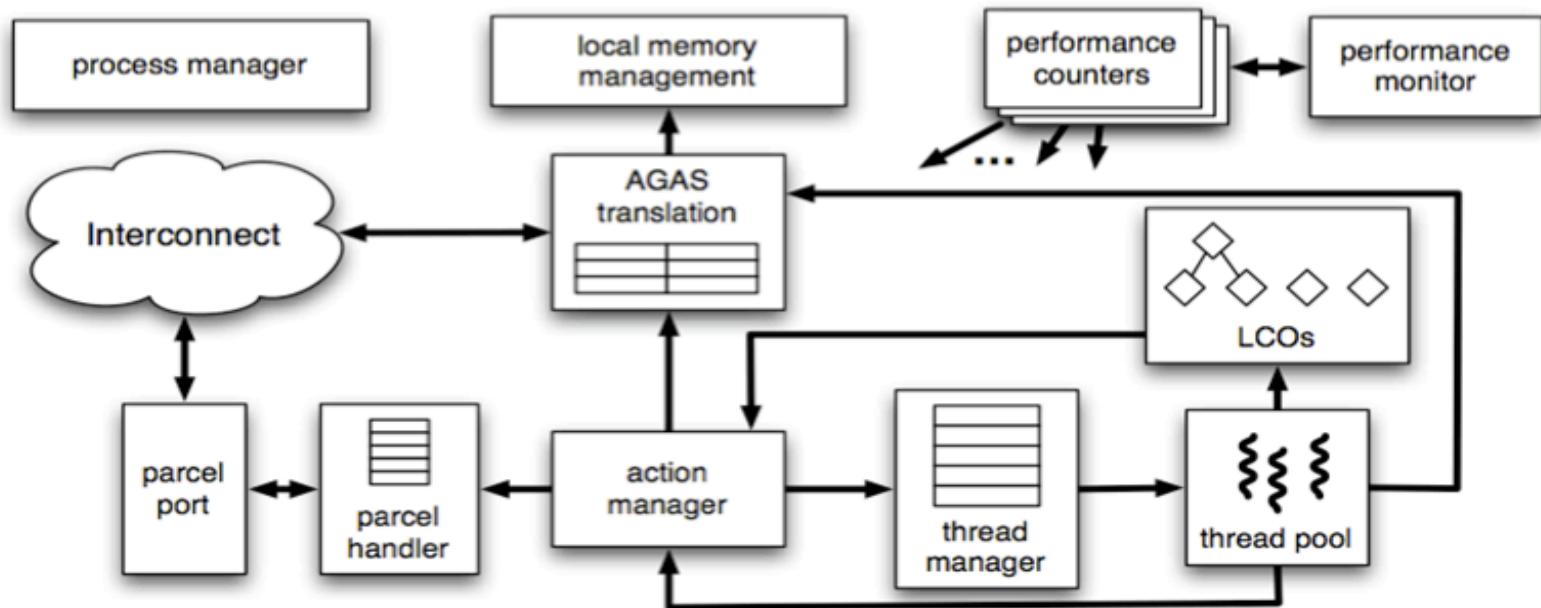 process manager
local memory
management
performance
counters
performance
monitor
...
AGAS
translation
Interconnect
LCOs
parcel
port
parcel
handler
action
manager
thread
manager
thread pool